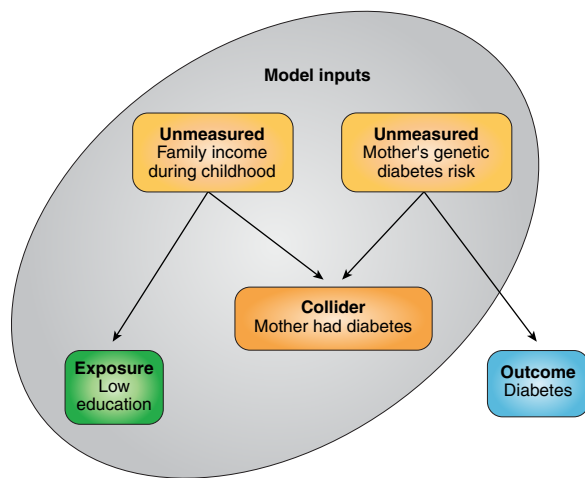 Model inputs
Unmeasured
Family income
during childhood
Unmeasured
Mother's genetic
diabetes risk
Collider
Mother had diabetes
Exposure
Low
education
Outcome
Diabetes